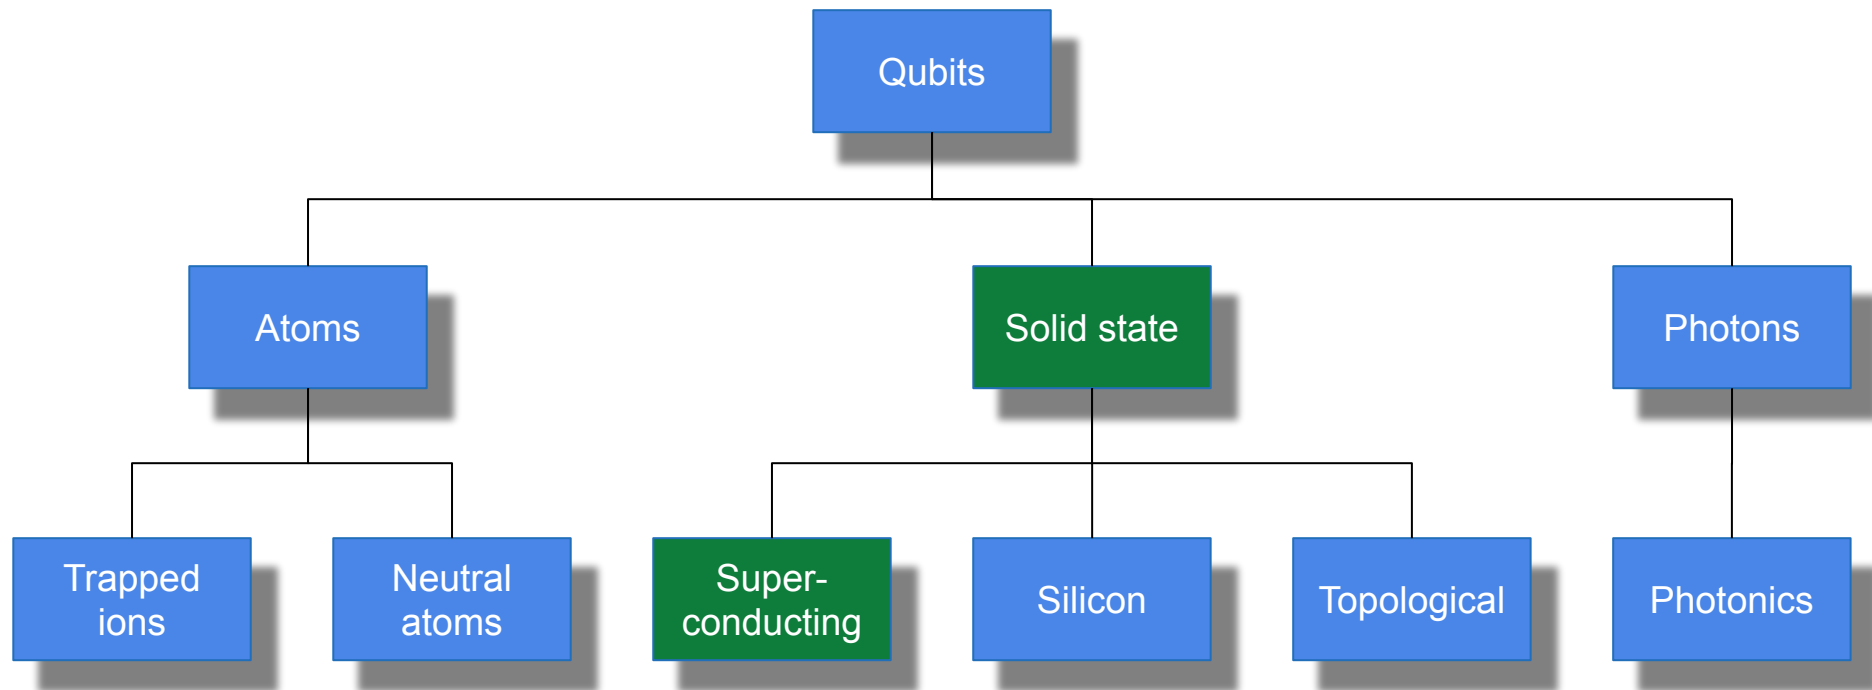 Qubits
Atoms
Solid state
Photons
Trapped
ions
Neutral
atoms
Super-
conducting
Silicon
Topological
Photonics